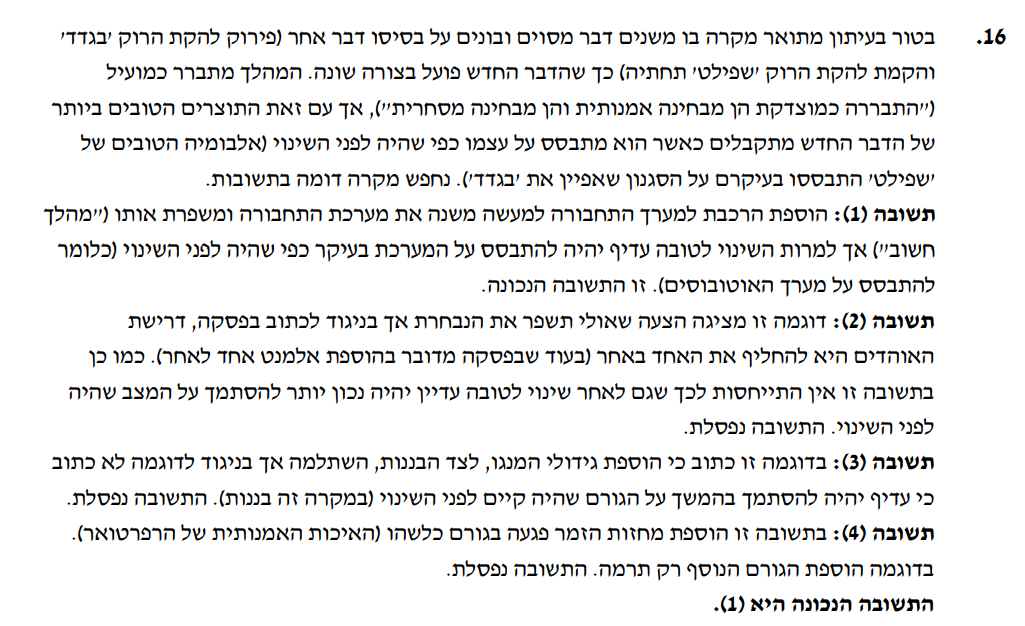 16. בטור בעיתון מתואר מקרה בו משנים דבר מסוים ובונים על בסיסו דבר אחר (פירוק להקת הרוק 'בגדד'
והקמת להקת הרוק 'שפילט' תחתיה) כך שהדבר החדש פועל בצורה שונה. המהלך מתברר כמועיל
("התבררה כמוצדקת הן מבחינה אמנותית והן מבחינה מסחרית"), אך עם זאת התוצרים הטובים ביותר
של הדבר החדש מתקבלים כאשר הוא מתבסס על עצמו כפי שהיה לפני השינוי (אלבומיה הטובים של
'שפילט' התבססו בעיקרם על הסגנון שאפיין את 'בגדד'). נחפש מקרה דומה בתשובות.
תשובה (1): הוספת הרכבת למערך התחבורה למעשה משנה את מערכת התחבורה ומשפרת אותו ("מהלך
חשוב") אך למרות השינוי לטובה עדיף יהיה להתבסס על המערכת בעיקר כפי שהיה לפני השינוי (כלומר
להתבסס על מערך האוטובוסים). זו התשובה הנכונה.
תשובה (2): דוגמה זו מציגה הצעה שאולי תשפר את הנבחרת אך בניגוד לכתוב בפסקה, דרישת
האוהדים היא להחליף את האחד באחר (בעוד שבפסקה מדובר בהוספת אלמנט אחד לאחר). כמו כן
בתשובה זו אין התייחסות לכך שגם לאחר שינוי לטובה עדיין יהיה נכון יותר להסתמך על המצב שהיה
לפני השינוי. התשובה נפסלת.
תשובה (3): בדוגמה זו כתוב כי הוספת גידולי המנגו, לצד הבננות, השתלמה אך בניגוד לדוגמה לא כתוב
כי עדיף יהיה להסתמך בהמשך על הגורם שהיה קיים לפני השינוי (במקרה זה בננות). התשובה נפסלת.
תשובה (4): בתשובה זו הוספת מחזות הזמר פגעה בגורם כלשהו (האיכות האמנותית של הרפרטואר).
בדוגמה הוספת הגורם הנוסף רק תרמה. התשובה נפסלת.
התשובה הנכונה היא (1).